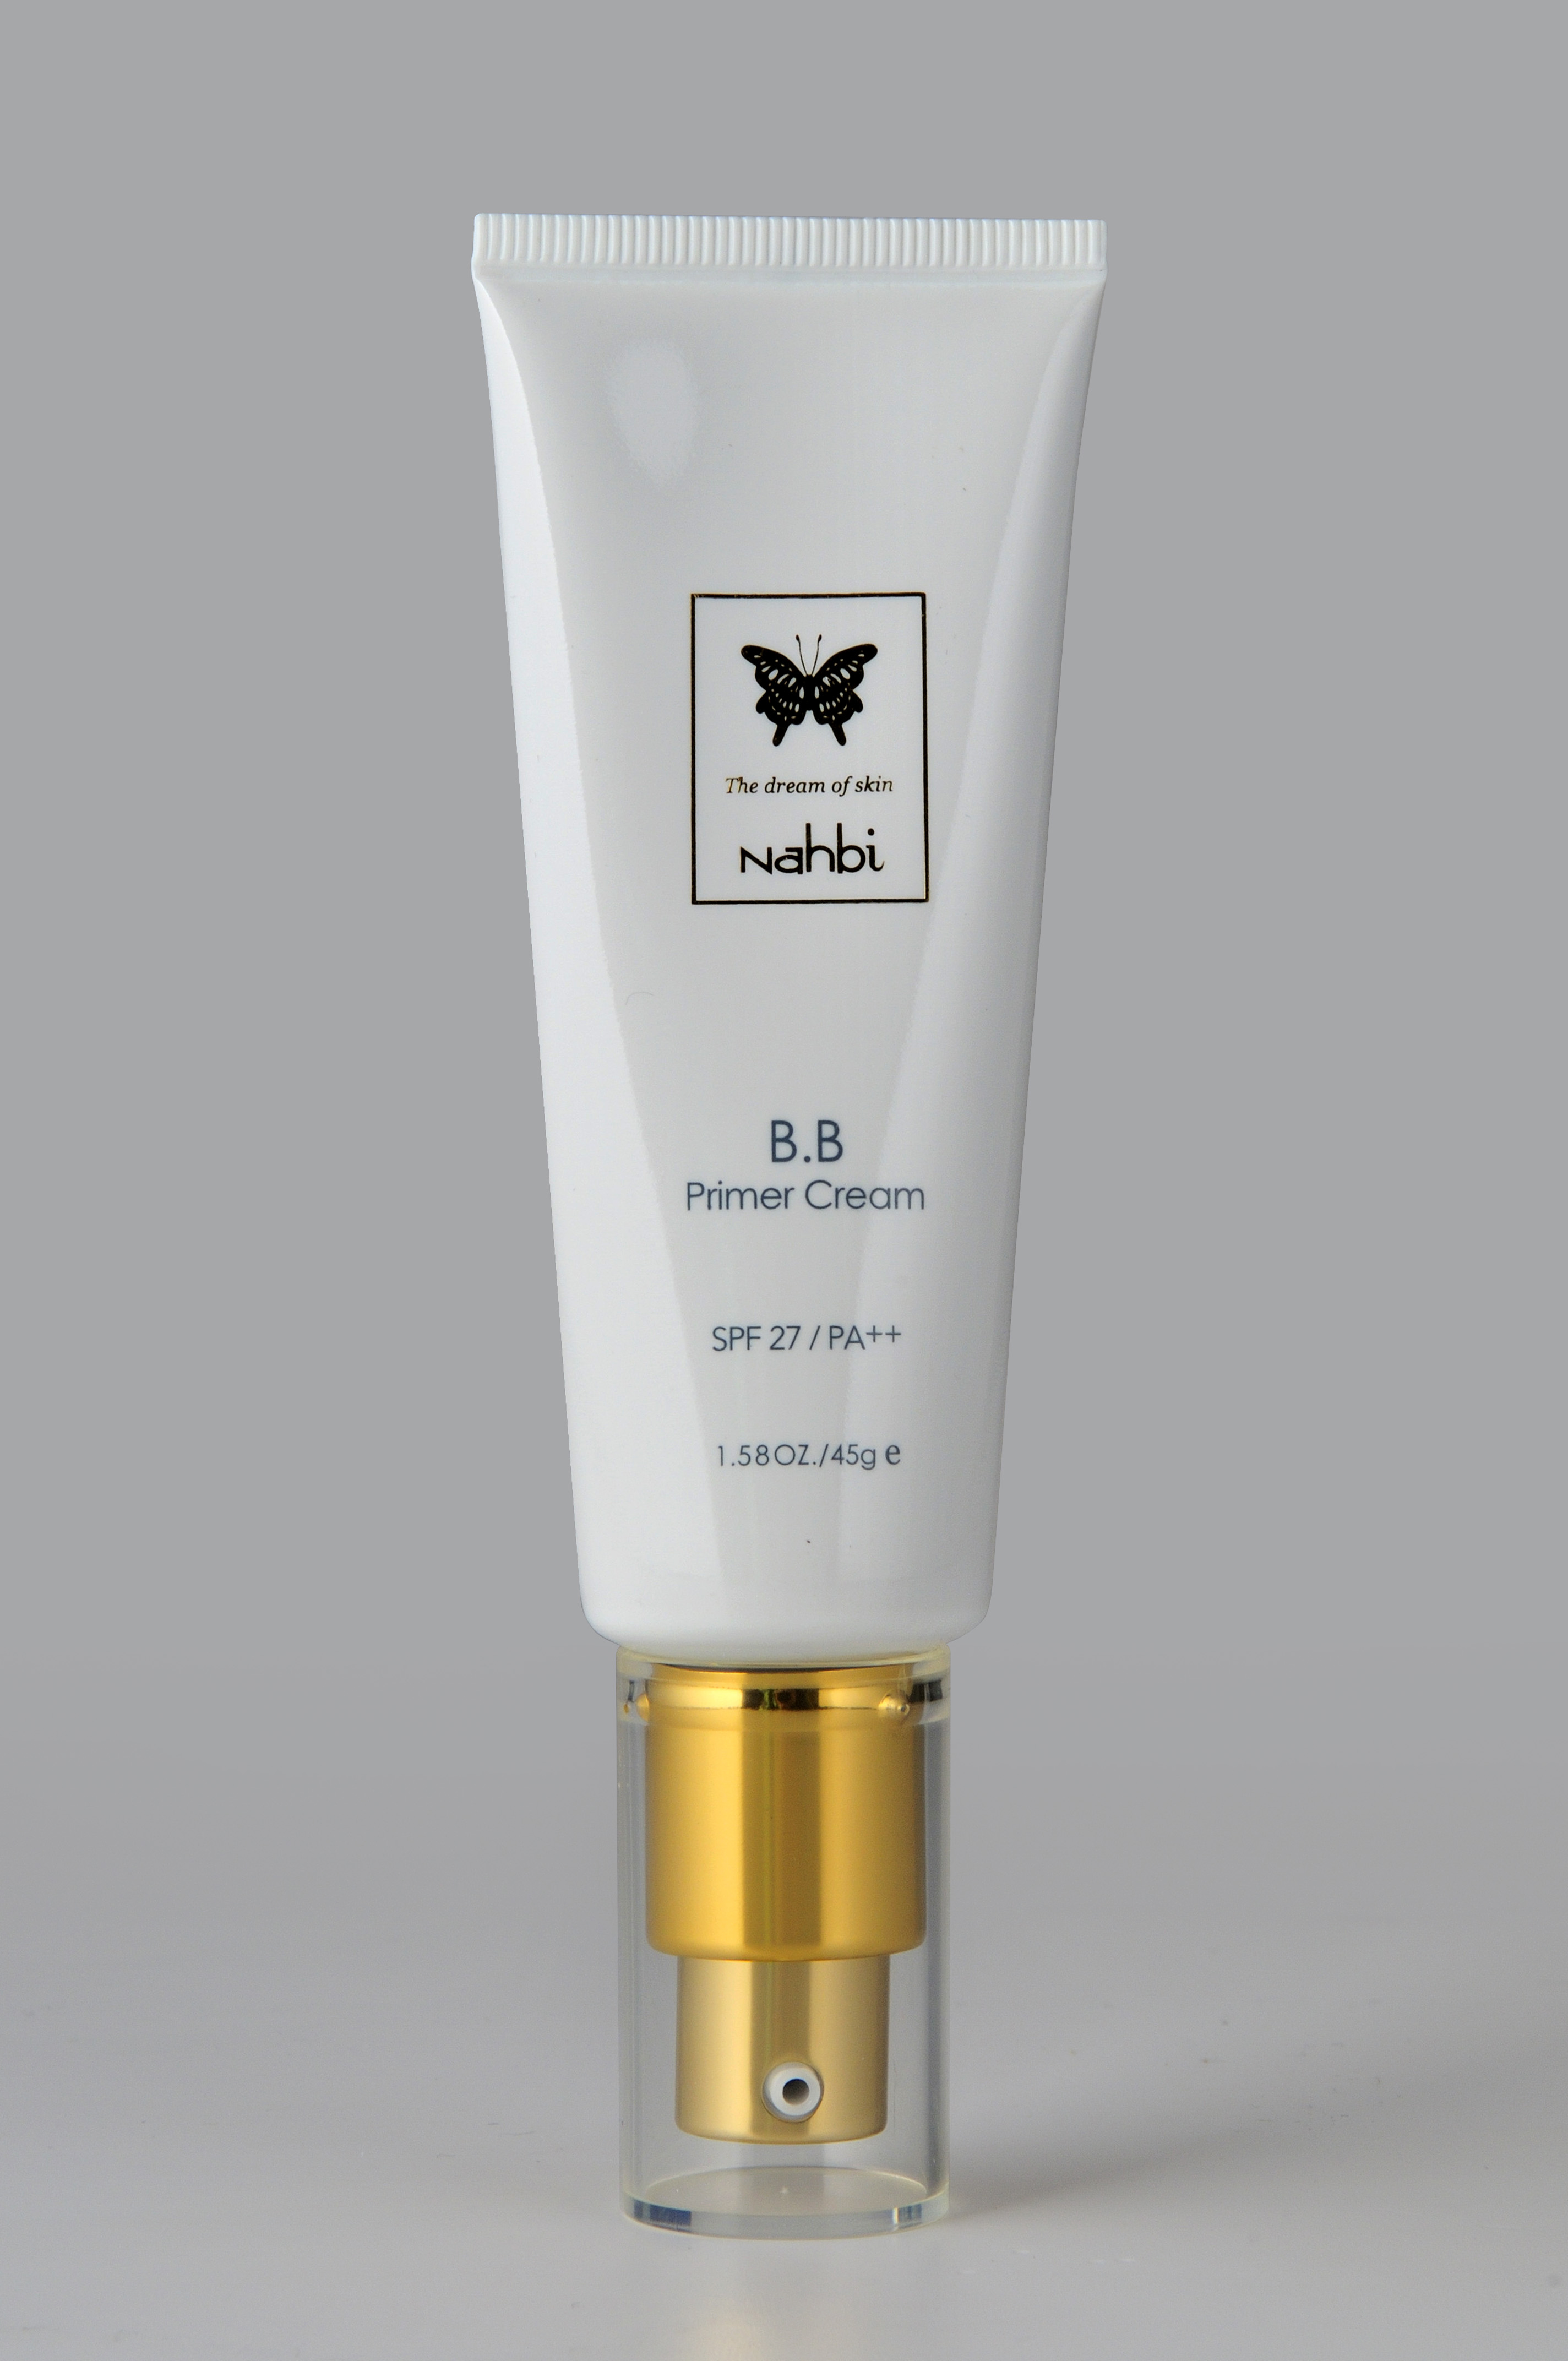 The dream of skin
Nahbi
B.B
Primer Cream
SPF 27 / PA++
1.58OZ./45g e